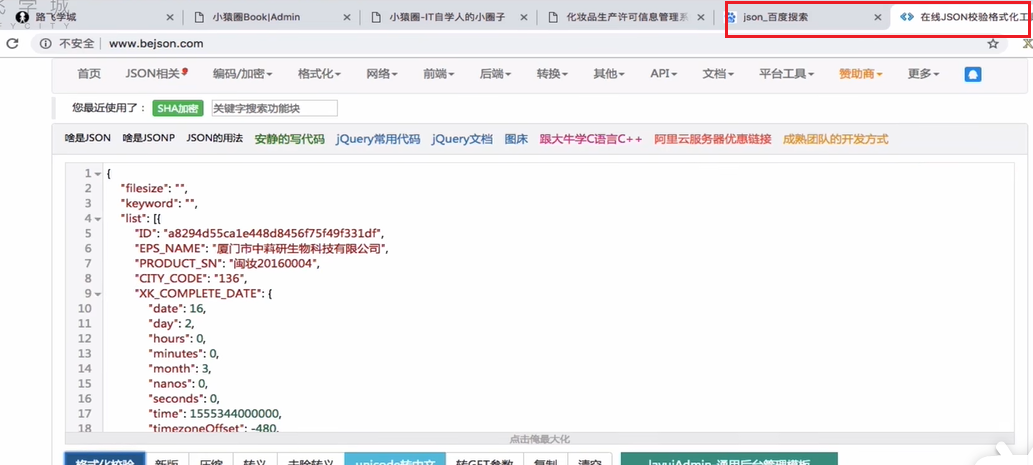 路飞学城
小猿圈Book|Admin
小猿圈-IT自学人的小圈子
化妆品生产许可信息管理系
json_百度搜索
在线JSON校验格式化工
不安全 | www.bejson.com
首页 JSON相关 编码/加密 格式化 网络 前端 后端 转换 其他 API 文档 平台工具 赞助商 更多
您最近使用了： SHA加密 关键字搜索功能块
啥是JSON 啥是JSONP JSON的用法 安静的写代码 jQuery常用代码 jQuery文档 图床 跟大牛学C语言C++ 阿里云服务器优惠链接 成熟团队的开发方式
1 {
2 "filesize": "",
3 "keyword": "",
4 "list": [{
5 "ID": "a8294d55ca1e448d8456f75f49f331df",
6 "EPS_NAME": "厦门市中莉研生物科技有限公司",
7 "PRODUCT_SN": "闽妆20160004",
8 "CITY_CODE": "136",
9 "XK_COMPLETE_DATE": {
10 "date": 16,
11 "day": 2,
12 "hours": 0,
13 "minutes": 0,
14 "month": 3,
15 "nanos": 0,
16 "seconds": 0,
17 "time": 1555344000000,
18 "timezoneOffset": -480,
点击俺最大化
格式化校验 新版 压缩 转义 去除转义 unicode转中文 转GET参数 复制 清空 layuiAdmin 通用后台管理模板